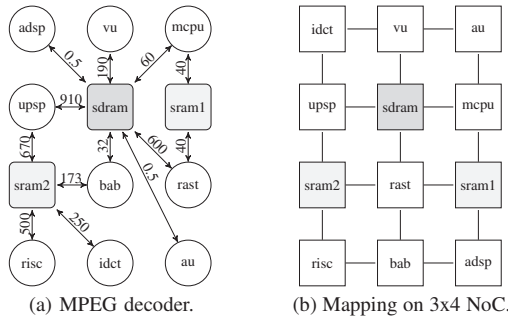 adsp vu mcpu
0.5 190 60 40
upsp 910 sdram sram1
670 32 600 40
sram2 173 bab 0.5 rast
500 250
risc idct au
(a) MPEG decoder.
idct vu au
upsp sdram mcpu
sram2 rast sram1
risc bab adsp
(b) Mapping on 3x4 NoC.